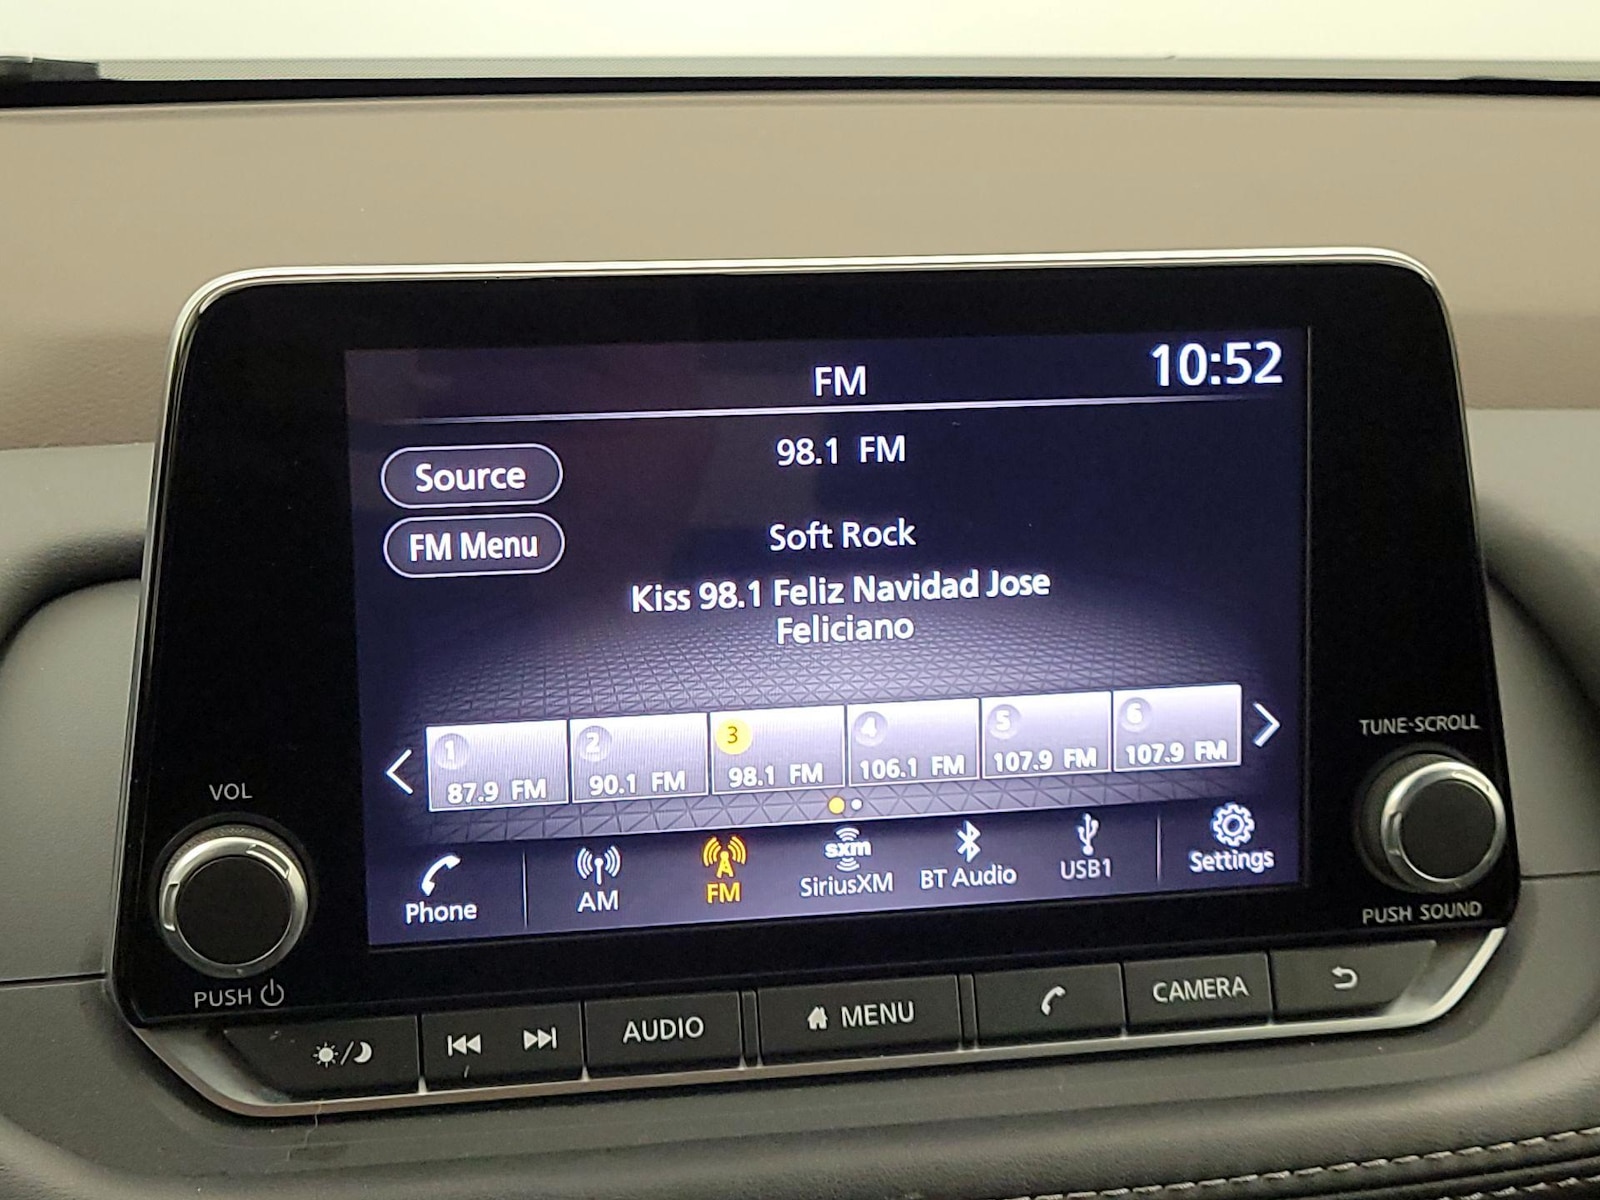 FM
10:52
98.1 FM
Source
FM Menu
Soft Rock
Kiss 98.1 Feliz Navidad Jose
Feliciano
1
2
3
4
5
6
87.9 FM
90.1 FM
98.1 FM
106.1 FM
107.9 FM
107.9 FM
Phone
AM
FM
sxm
SiriusXM
BT Audio
USB1
Settings
VOL
PUSH
TUNE·SCROLL
PUSH SOUND
AUDIO
MENU
CAMERA